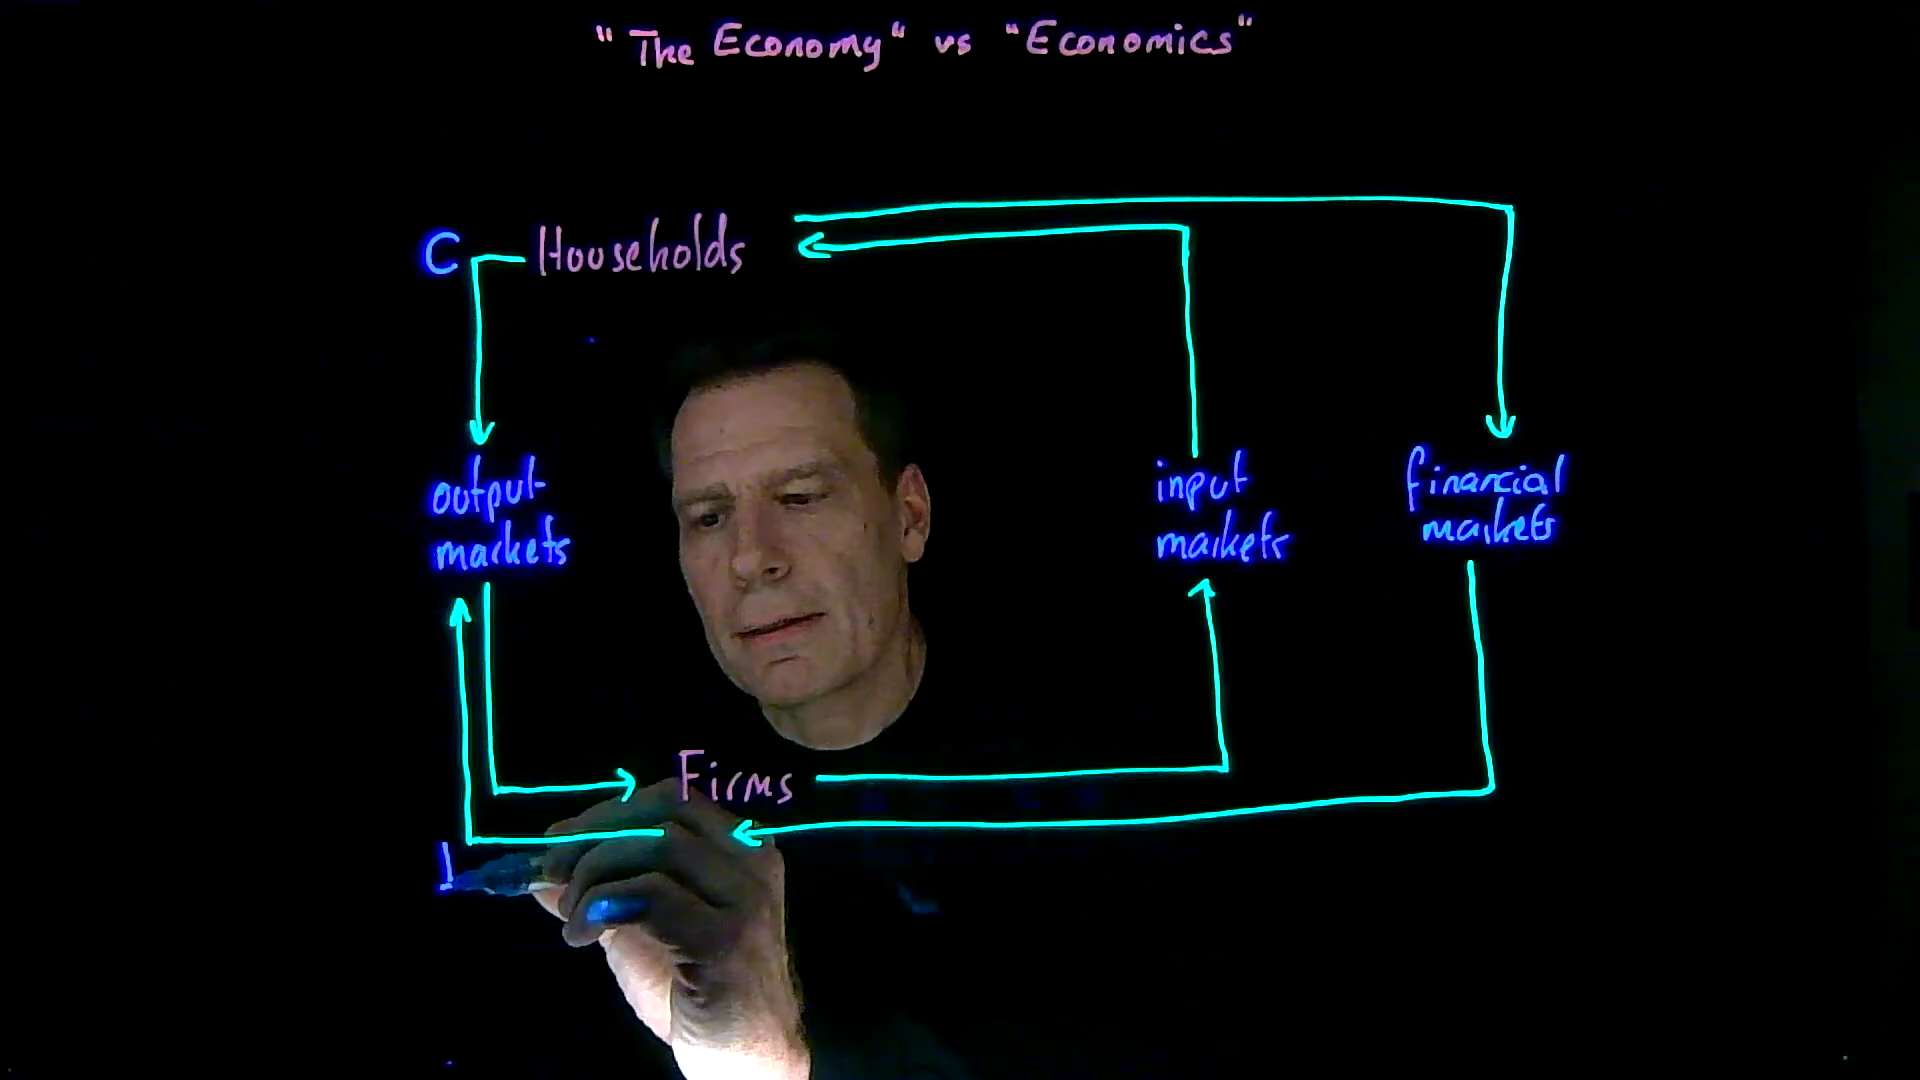 "The Economy" vs "Economics"
C Households
output
markets
input
markets
financial
markets
Firms
I